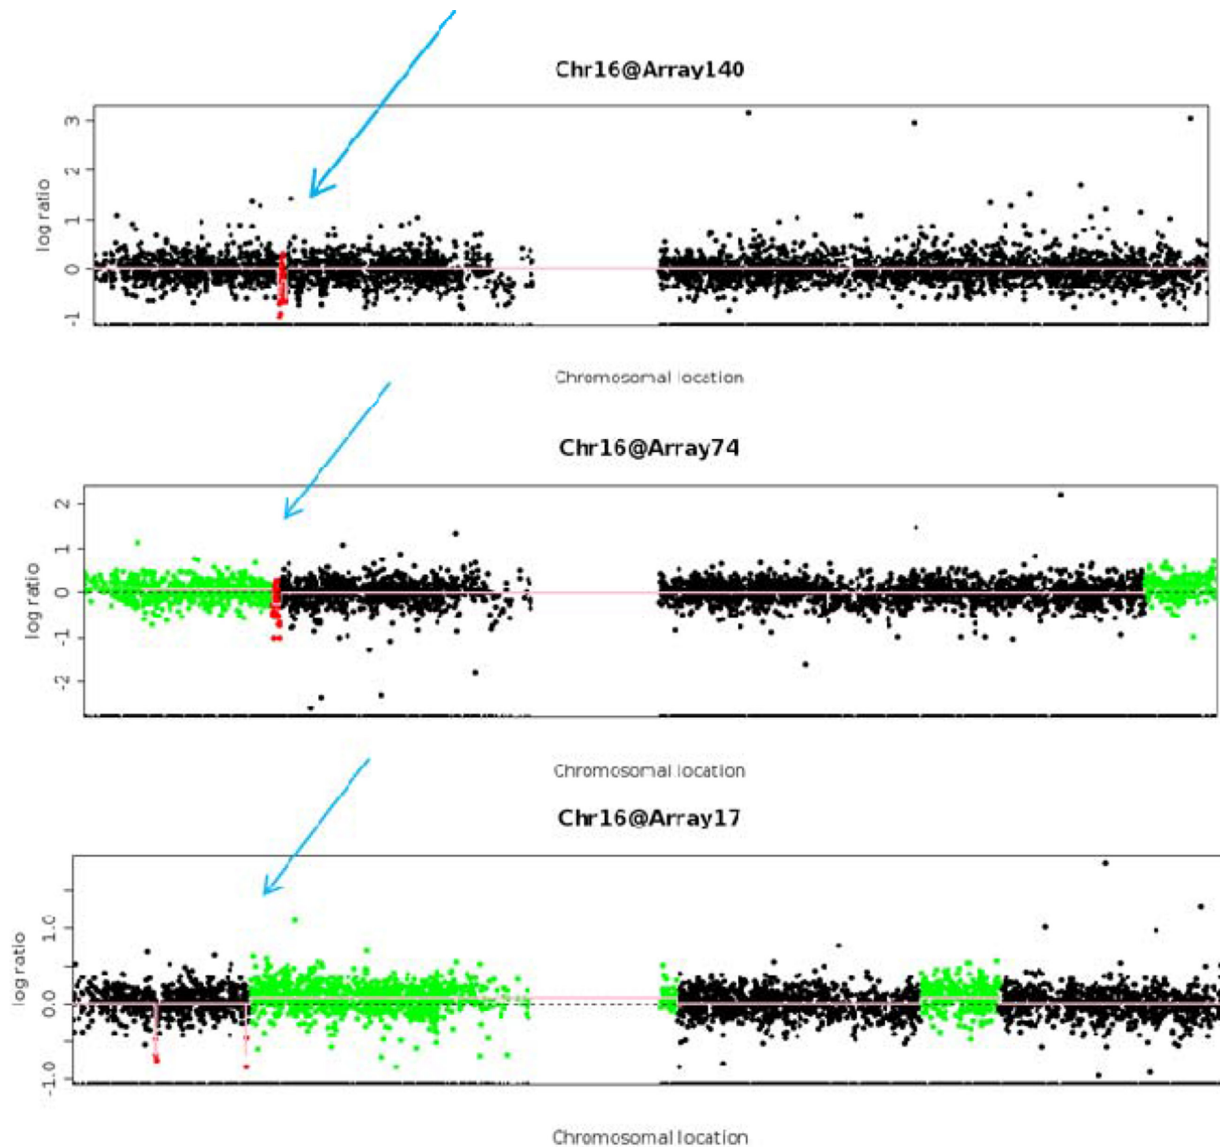 Chr16@Array140
3
2
1
0
-1
log ratio
Chromosomal location
Chr16@Array74
2
1
0
-1
-2
log ratio
Chromosomal location
Chr16@Array17
1.0
0.0
-1.0
log ratio
Chromosomal location